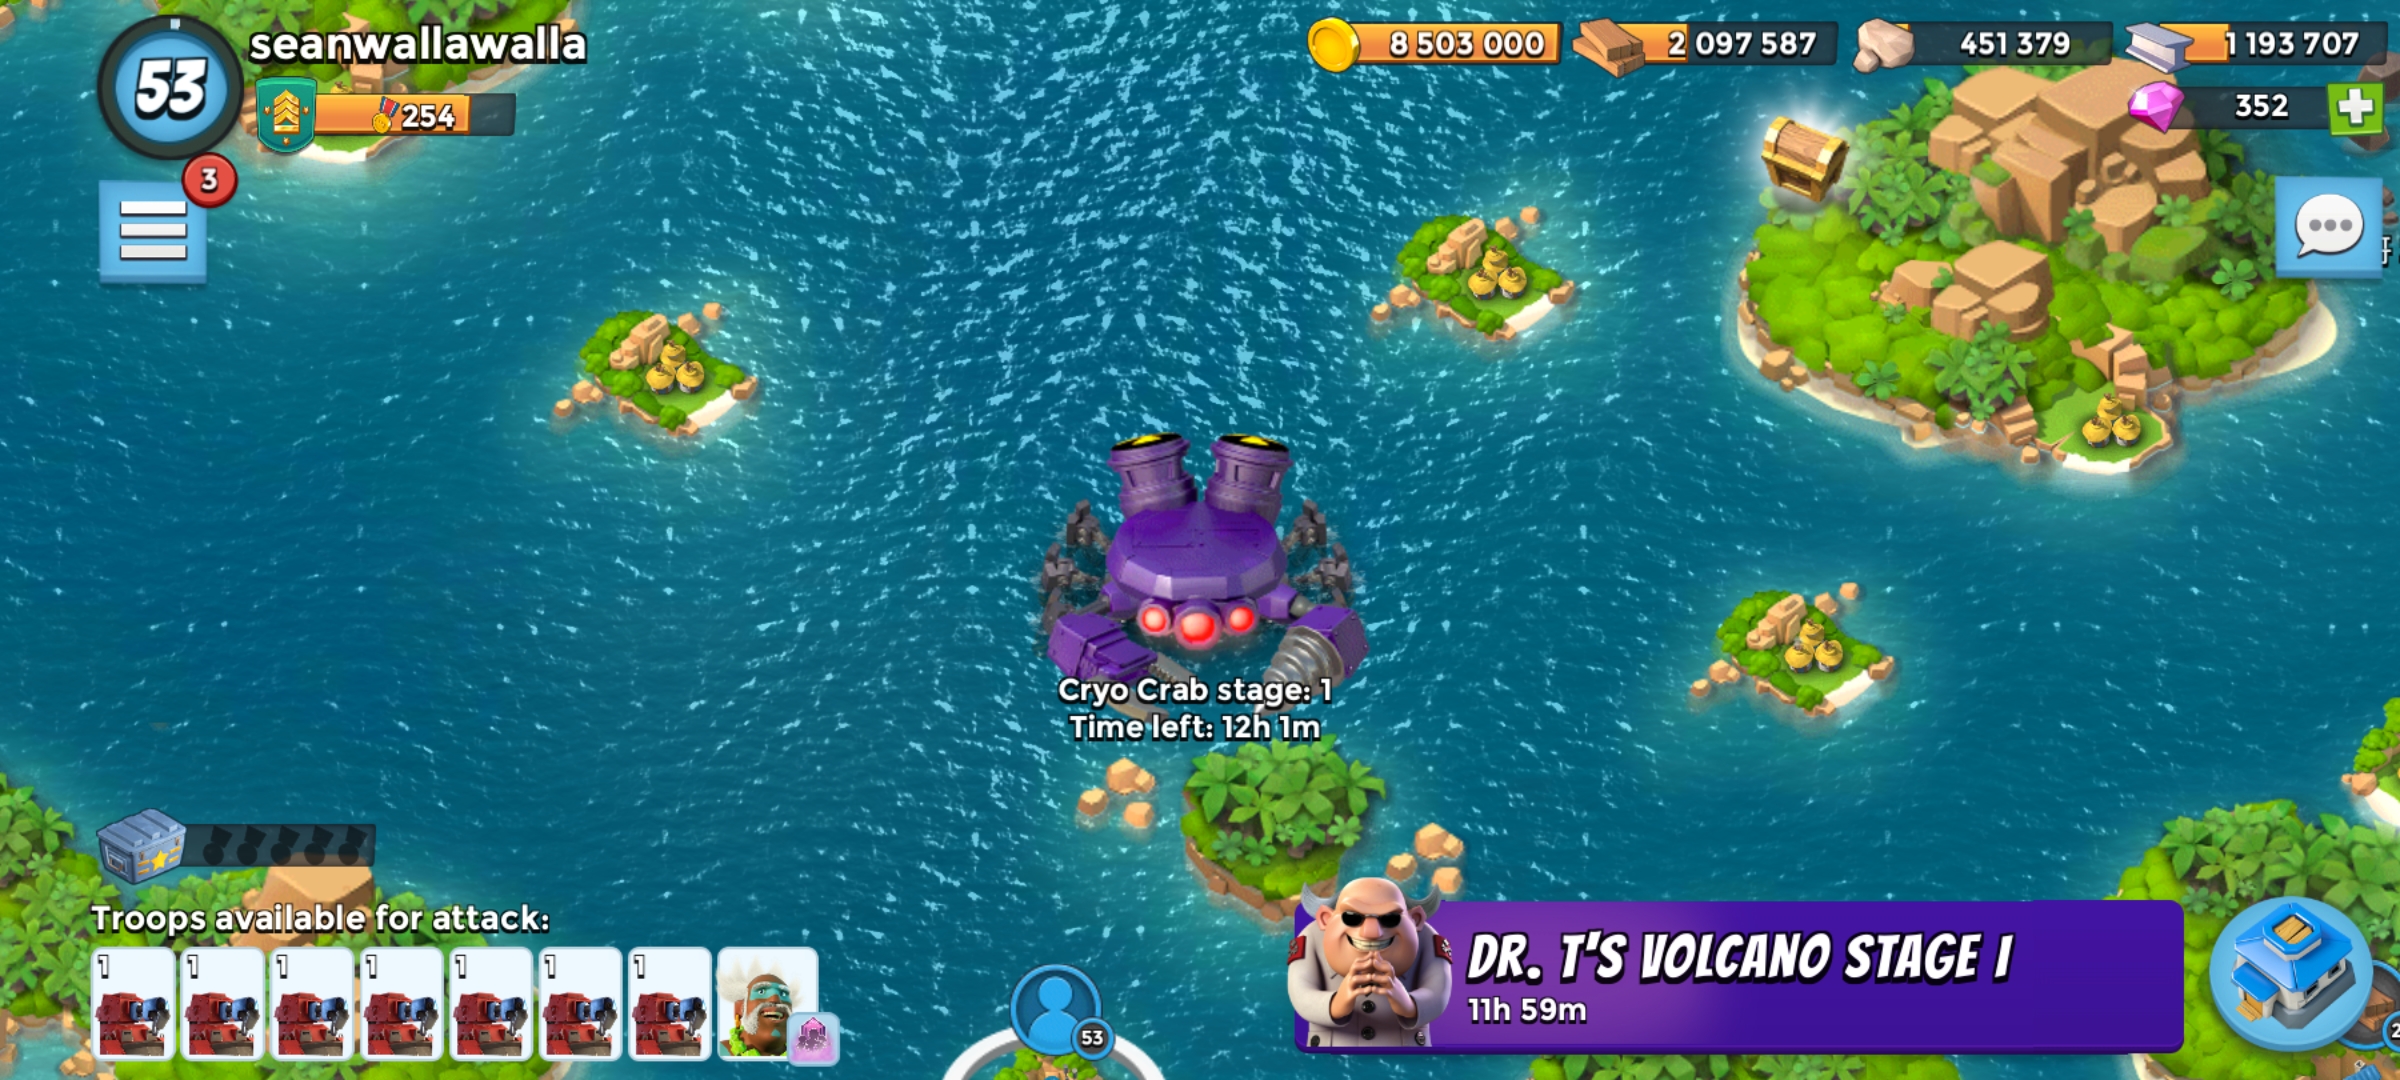 53
seanwallawalla
254
3
8 503 000
2 097 587
451 379
1 193 707
352
Cryo Crab stage: 1
Time left: 12h 1m
Troops available for attack:
1 1 1 1 1 1 1
53
DR. T'S VOLCANO STAGE 1
11h 59m